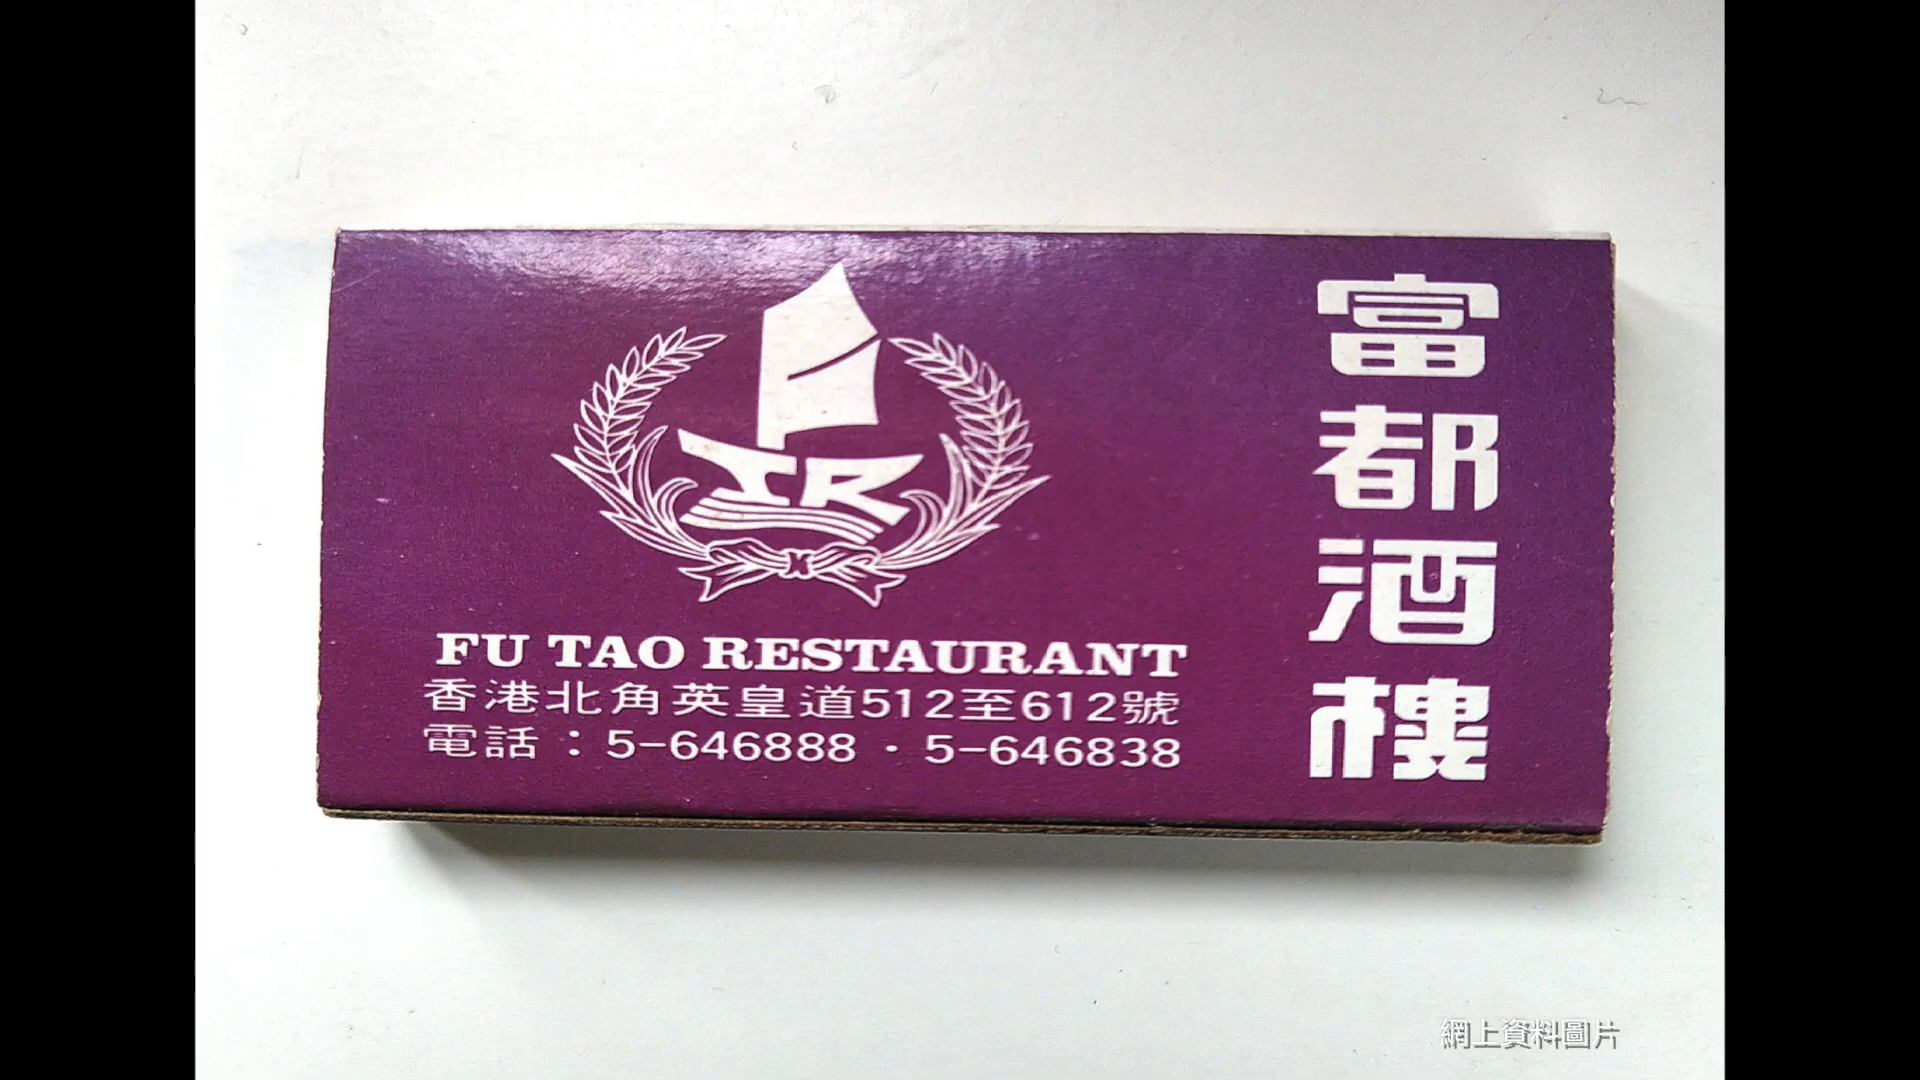 富都酒樓
FTR
FU TAO RESTAURANT
香港北角英皇道512至612號
電話：5-646888・5-646838
網上資料圖片